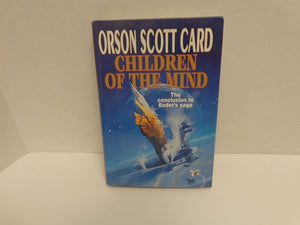 ORSON SCOTT CARD
CHILDREN
OF THE MIND
The
conclusion to
Ender's saga